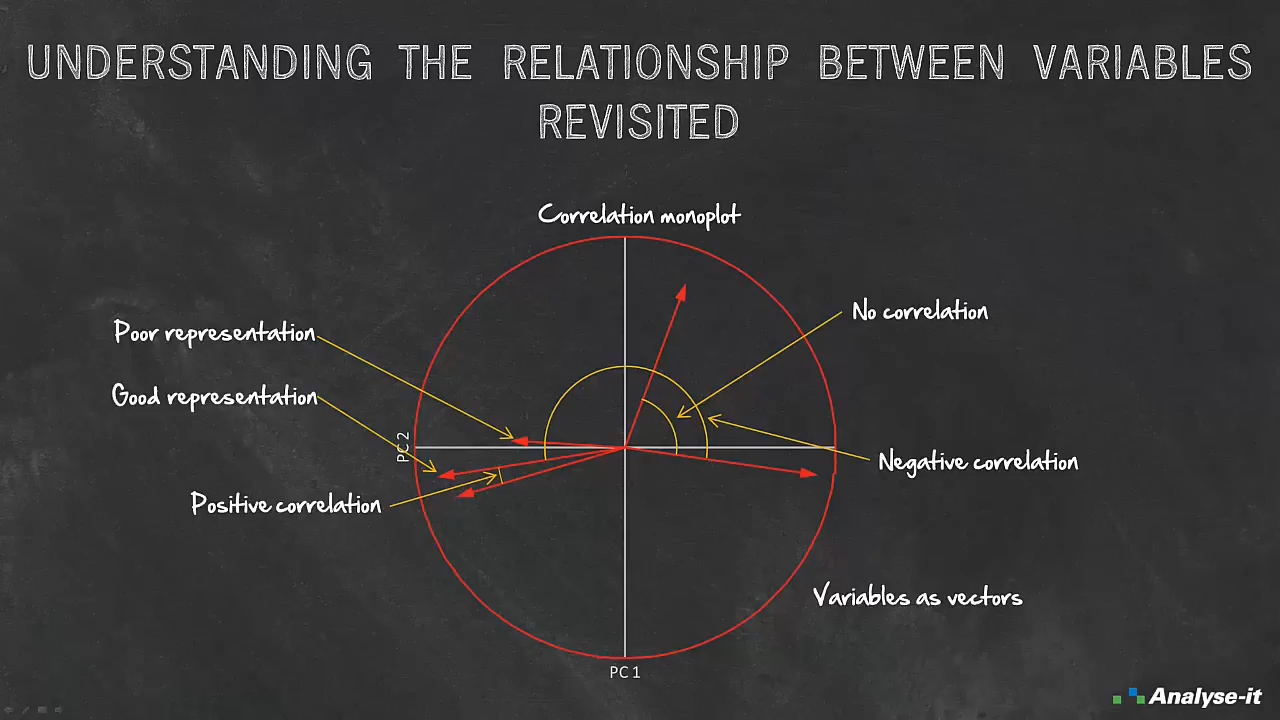 UNDERSTANDING THE RELATIONSHIP BETWEEN VARIABLES
REVISITED
Correlation monoplot
No correlation
Poor representation
Good representation
PC 2
Negative correlation
Positive correlation
Variables as vectors
PC 1
Analyse-it